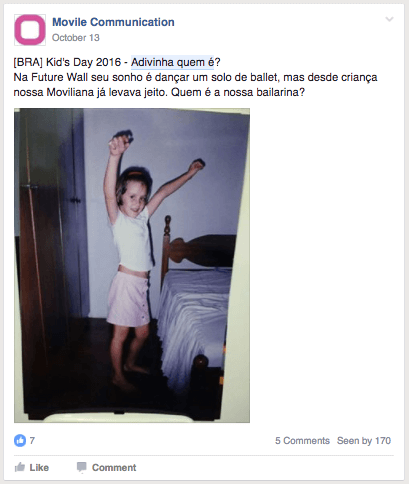 Movile Communication
October 13
[BRA] Kid's Day 2016 - Adivinha quem é?
Na Future Wall seu sonho é dançar um solo de ballet, mas desde criança
nossa Moviliana já levava jeito. Quem é a nossa bailarina?
7
5 Comments Seen by 170
Like Comment